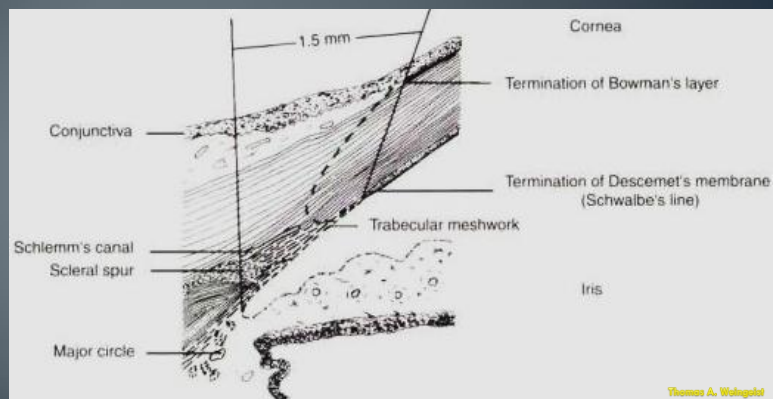 1.5 mm
Cornea
Termination of Bowman's layer
Conjunctiva
Termination of Descemet's membrane
(Schwalbe's line)
Trabecular meshwork
Schlemm's canal
Scleral spur
Iris
Major circle
Thomas A. Weingeist